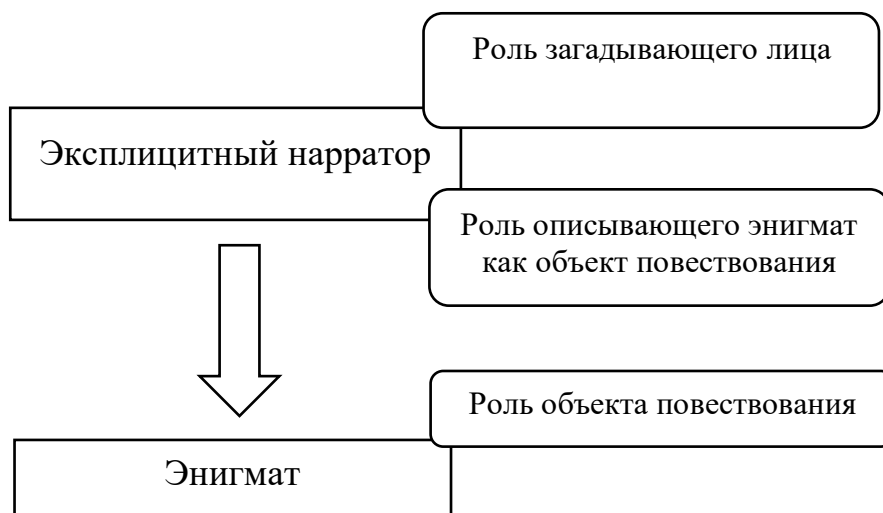 Роль загадывающего лица
Эксплицитный нарратор
Роль описывающего энигмат
как объект повествования
Роль объекта повествования
Энигмат